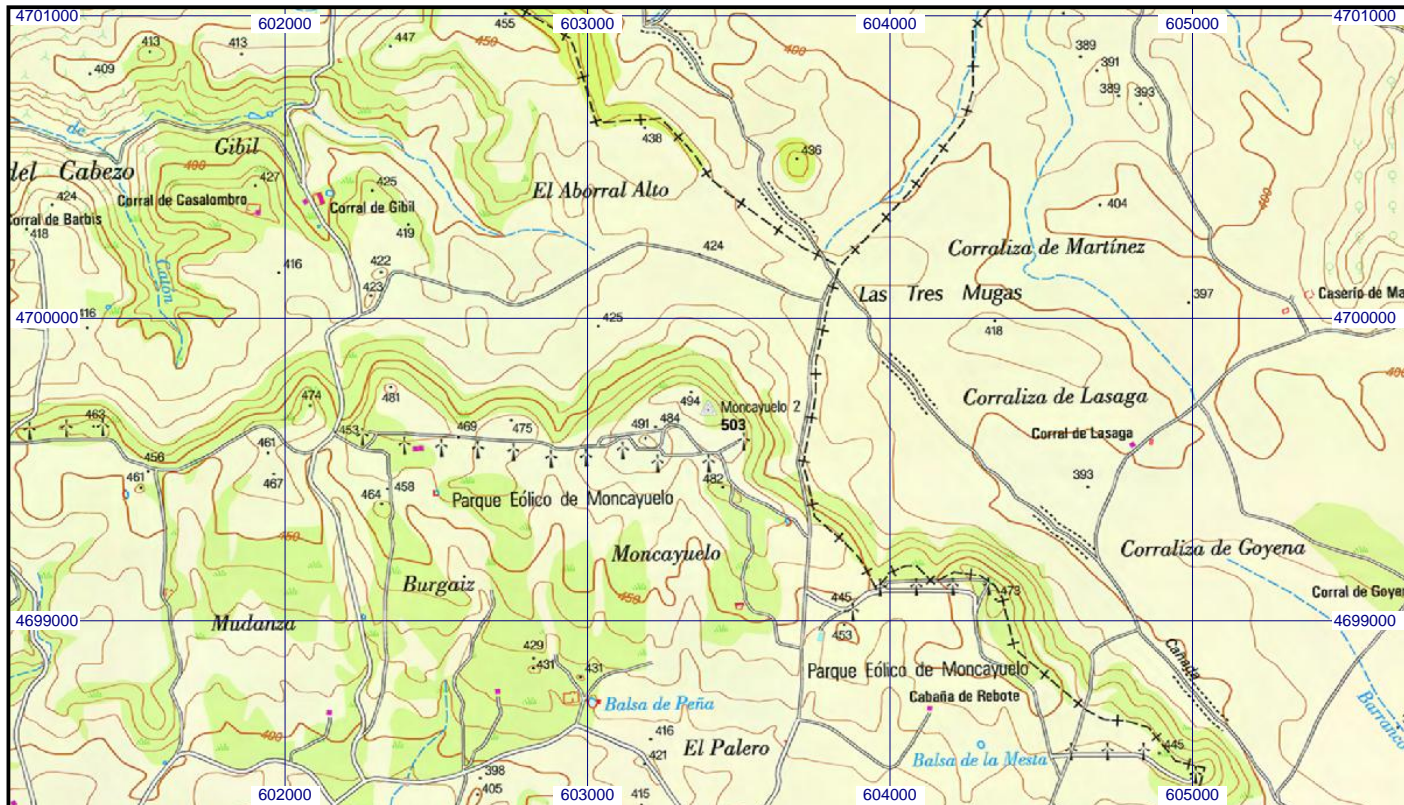 4701000
602000
603000
604000
605000
4701000
455
413
413
447
450
400
389
391
409
389
393
de
438
Gibil
436
del Cabezo
400
427
El Aborral Alto
424
Corral de Casalombro
425
Corral de Gibil
404
400
Corral de Barbis
418
419
424
Corraliza de Martínez
416
422
423
Las Tres Mugas
397
Caserío de Ma
416
4700000
425
418
4700000
400
481
474
494
Moncayuelo 2
503
Corraliza de Lasaga
463
453
469
475
491
484
Corral de Lasaga
461
456
461
467
464
458
482
393
Parque Eólico de Moncayuelo
450
Moncayuelo
Corraliza de Goyena
Burgaiz
450
445
473
Corral de Goyen
4699000
Mudanza
453
4699000
429
431
431
Parque Eólico de Moncayuelo
Cañada
Cabaña de Rebote
Balsa de Peña
Barranco
400
416
421
El Palero
Balsa de la Mesta
445
398
405
415
602000
603000
604000
605000